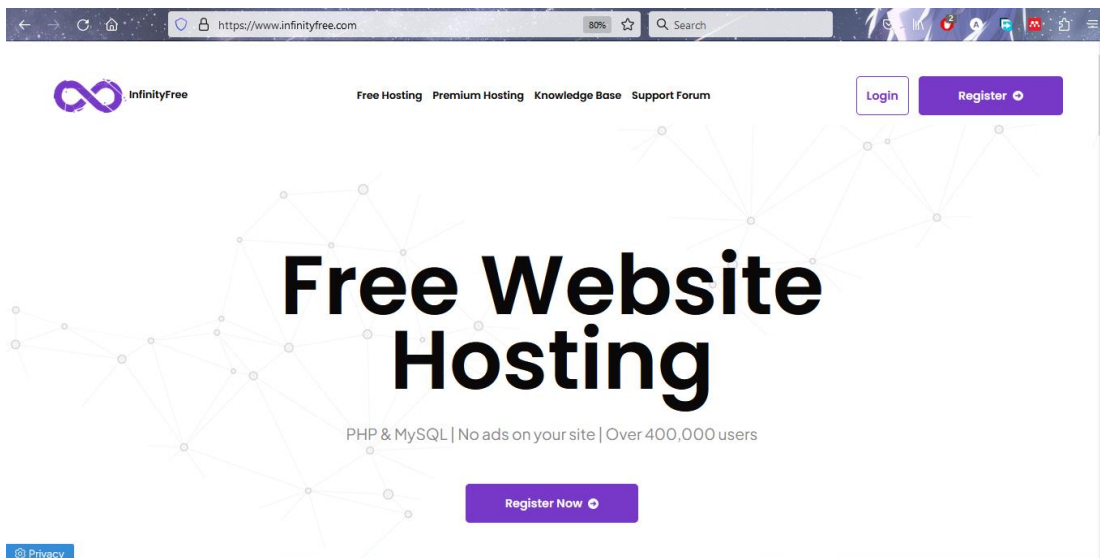 https://www.infinityfree.com
80%
Search
2
A
InfinityFree
Free Hosting Premium Hosting Knowledge Base Support Forum
Login
Register
Free Website
Hosting
PHP & MySQL | No ads on your site | Over 400,000 users
Register Now
Privacy